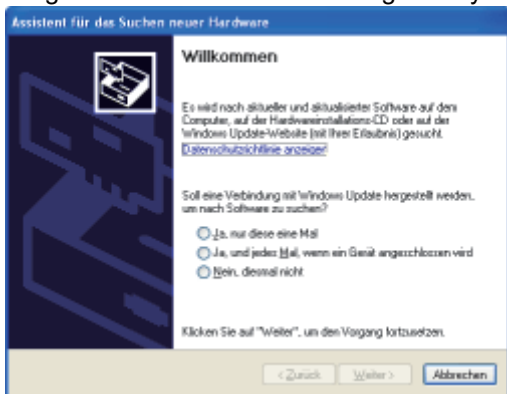 Assistent für das Suchen neuer Hardware
Willkommen
Es wird nach aktueller und aktualisierter Software auf dem
Computer, auf der Hardwareinstallations-CD oder auf der
Windows Update-Website (mit Ihrer Erlaubnis) gesucht.
Datenschutzrichtlinie anzeigen
Soll eine Verbindung mit Windows Update hergestellt werden,
um nach Software zu suchen?
Ja, nur diese eine Mal
Ja, und jedes Mal, wenn ein Gerät angeschlossen wird
Nein, diesmal nicht
Klicken Sie auf "Weiter", um den Vorgang fortzusetzen.
< Zurück Weiter > Abbrechen